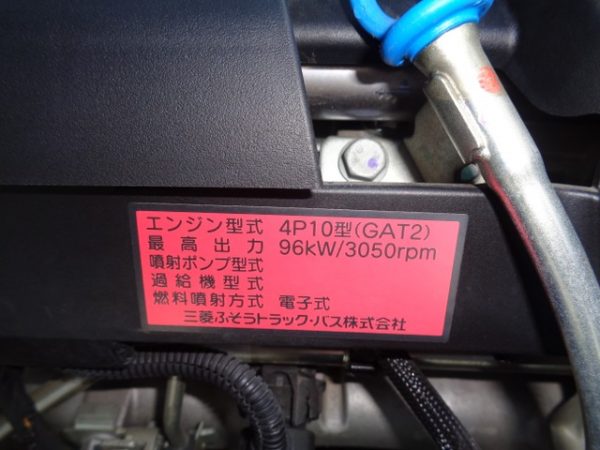 エンジン型式 4P10型(GAT2)
最高出力 96kW/3050rpm
噴射ポンプ型式
過給機型式
燃料噴射方式 電子式
三菱ふそうトラック・バス株式会社